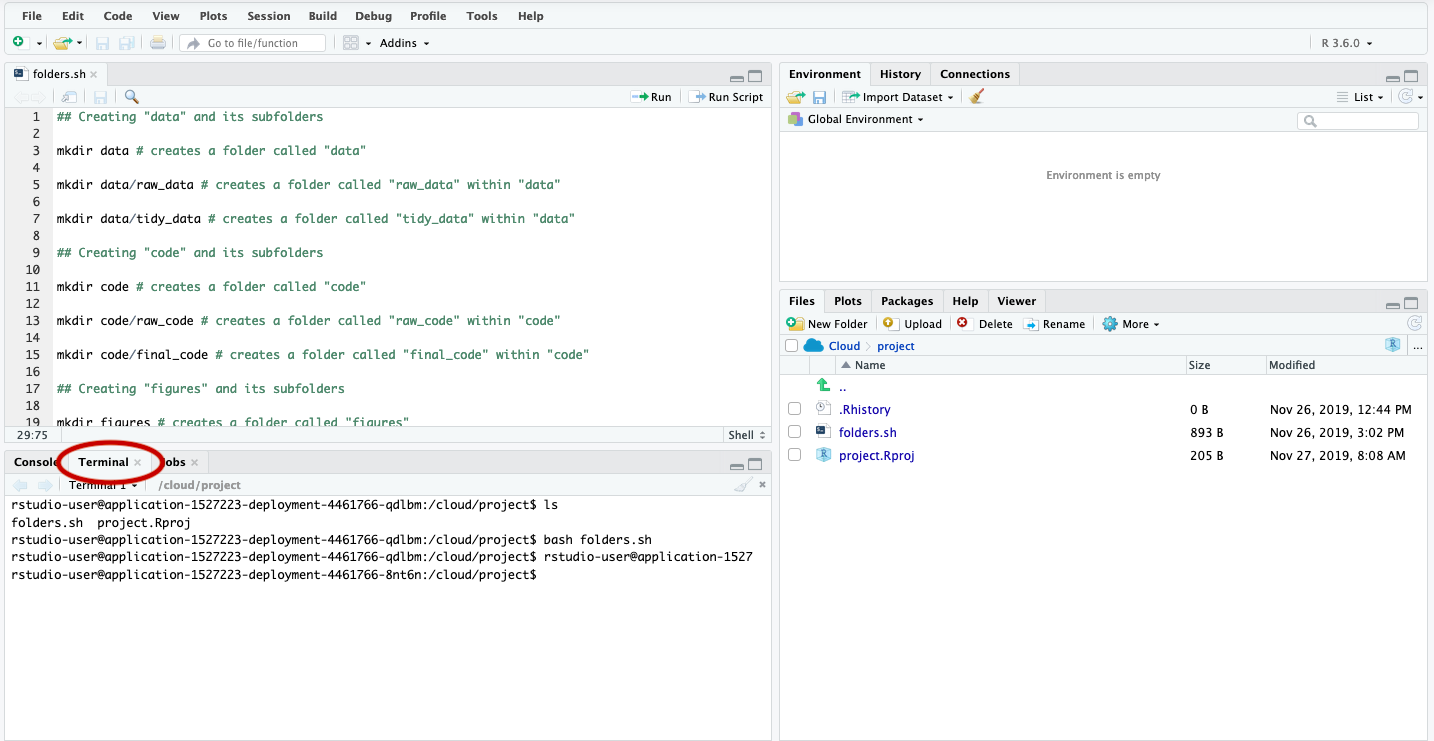 File Edit Code View Plots Session Build Debug Profile Tools Help
Go to file/function Addins R 3.6.0
folders.sh
Run Run Script
1 ## Creating "data" and its subfolders
2
3 mkdir data # creates a folder called "data"
4
5 mkdir data/raw_data # creates a folder called "raw_data" within "data"
6
7 mkdir data/tidy_data # creates a folder called "tidy_data" within "data"
8
9 ## Creating "code" and its subfolders
10
11 mkdir code # creates a folder called "code"
12
13 mkdir code/raw_code # creates a folder called "raw_code" within "code"
14
15 mkdir code/final_code # creates a folder called "final_code" within "code"
16
17 ## Creating "figures" and its subfolders
18
19 mkdir figures # creates a folder called "figures"
29:75 Shell
Console Terminal Jobs
Terminal 1 /cloud/project
rstudio-user@application-1527223-deployment-4461766-qdlbm:/cloud/project$ ls
folders.sh project.Rproj
rstudio-user@application-1527223-deployment-4461766-qdlbm:/cloud/project$ bash folders.sh
rstudio-user@application-1527223-deployment-4461766-qdlbm:/cloud/project$ rstudio-user@application-1527
rstudio-user@application-1527223-deployment-4461766-8nt6n:/cloud/project$
Environment History Connections
Import Dataset List
Global Environment
Environment is empty
Files Plots Packages Help Viewer
New Folder Upload Delete Rename More
Cloud project R ...
Name Size Modified
..
.Rhistory 0 B Nov 26, 2019, 12:44 PM
folders.sh 893 B Nov 26, 2019, 3:02 PM
R project.Rproj 205 B Nov 27, 2019, 8:08 AM